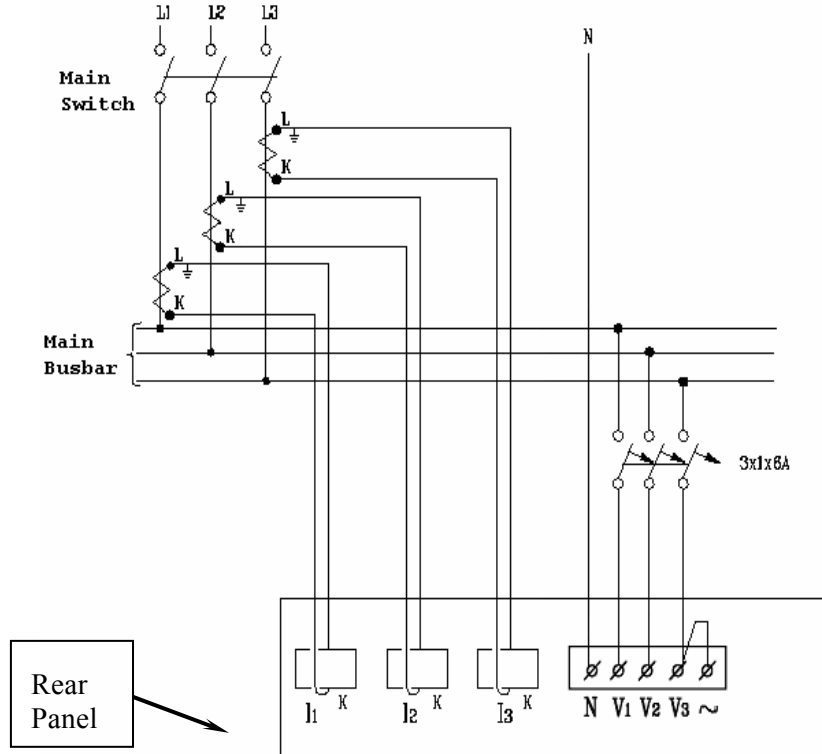 L1 L2 L3
N
Main
Switch
L
K
L
K
L
K
Main
Busbar
3x1x6A
Rear
Panel
I1 K I2 K I3 K
N V1 V2 V3 ~